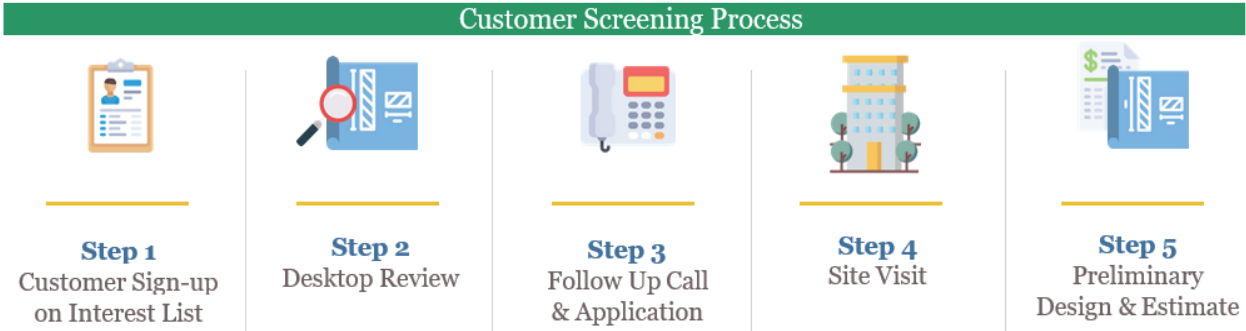 Customer Screening Process
Step 1
Customer Sign-up
on Interest List
Step 2
Desktop Review
Step 3
Follow Up Call
& Application
Step 4
Site Visit
$
Step 5
Preliminary
Design & Estimate